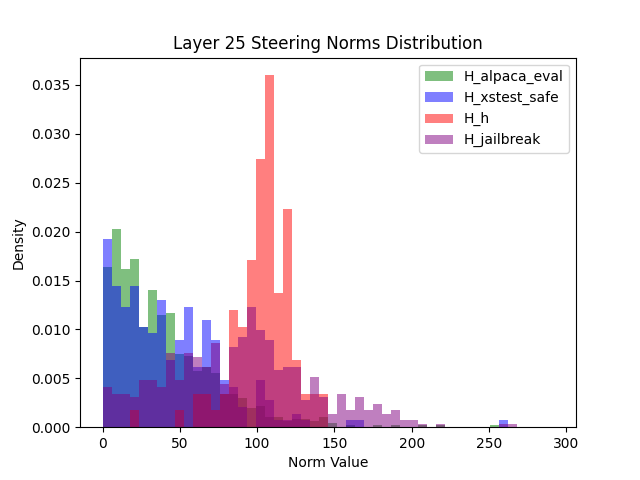 Layer 25 Steering Norms Distribution
H_alpaca_eval
H_xstest_safe
H_h
H_jailbreak
0.035
0.030
0.025
0.020
0.015
0.010
0.005
0.000
Density
0 50 100 150 200 250 300
Norm Value